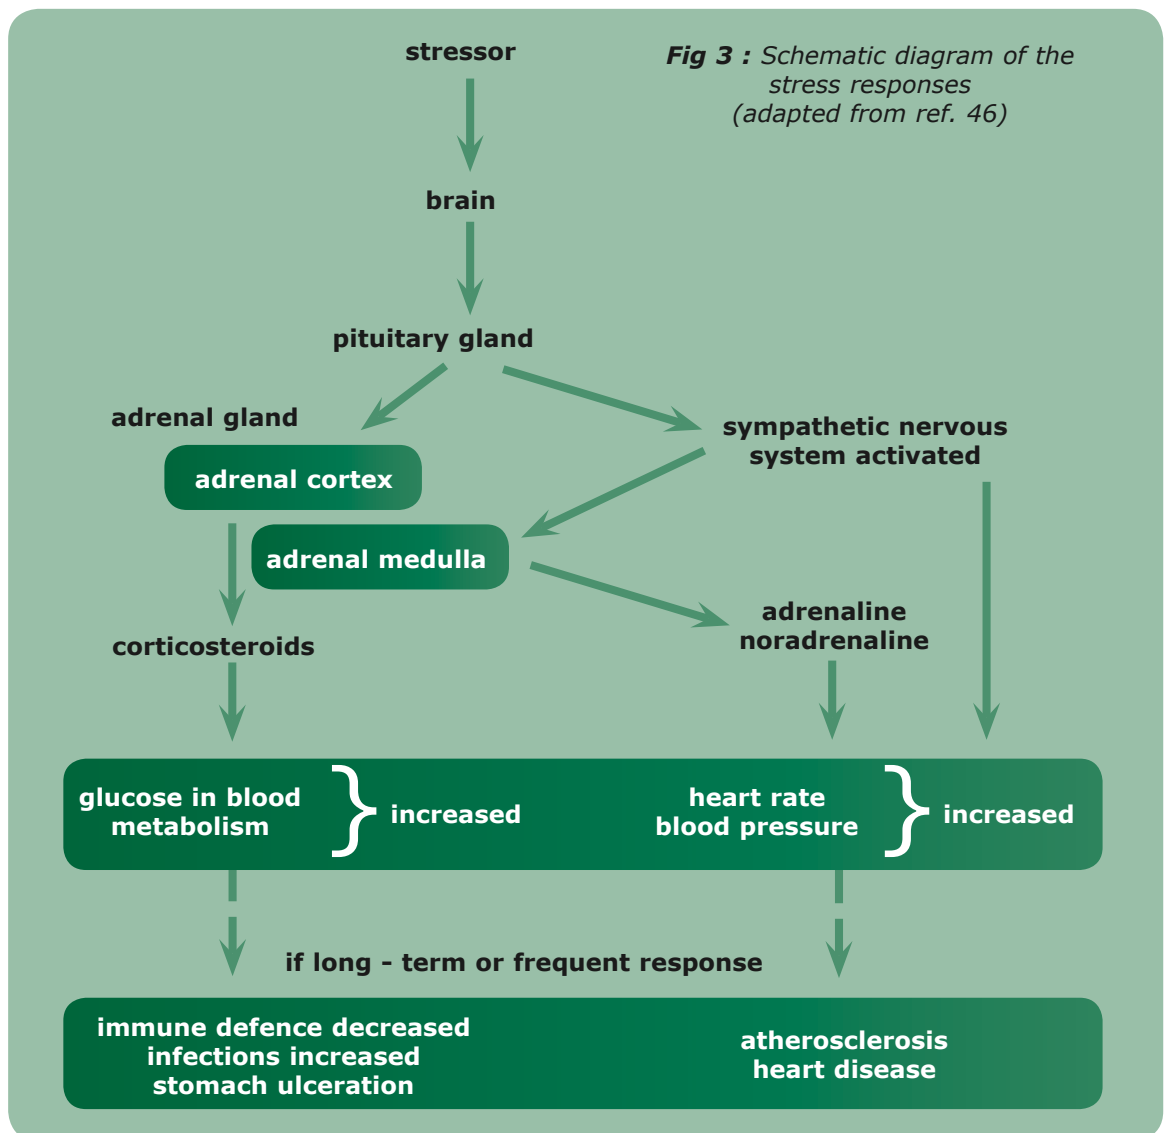 stressor
Fig 3 : Schematic diagram of the
stress responses
(adapted from ref. 46)
brain
pituitary gland
adrenal gland
sympathetic nervous
system activated
adrenal cortex
adrenal medulla
adrenaline
noradrenaline
corticosteroids
glucose in blood
metabolism
} increased
heart rate
blood pressure
} increased
if long – term or frequent response
immune defence decreased
infections increased
stomach ulceration
atherosclerosis
heart disease